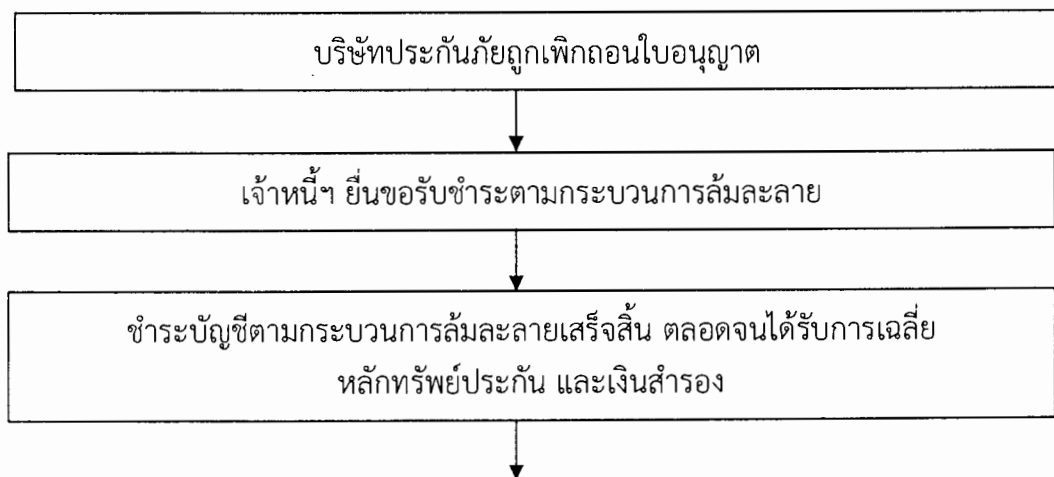 บริษัทประกันภัยถูกเพิกถอนใบอนุญาต
เจ้าหนี้ฯ ยื่นขอรับชำระตามกระบวนการล้มละลาย
ชำระบัญชีตามกระบวนการล้มละลายเสร็จสิ้น ตลอดจนได้รับการเฉลี่ย
หลักทรัพย์ประกัน และเงินสำรอง